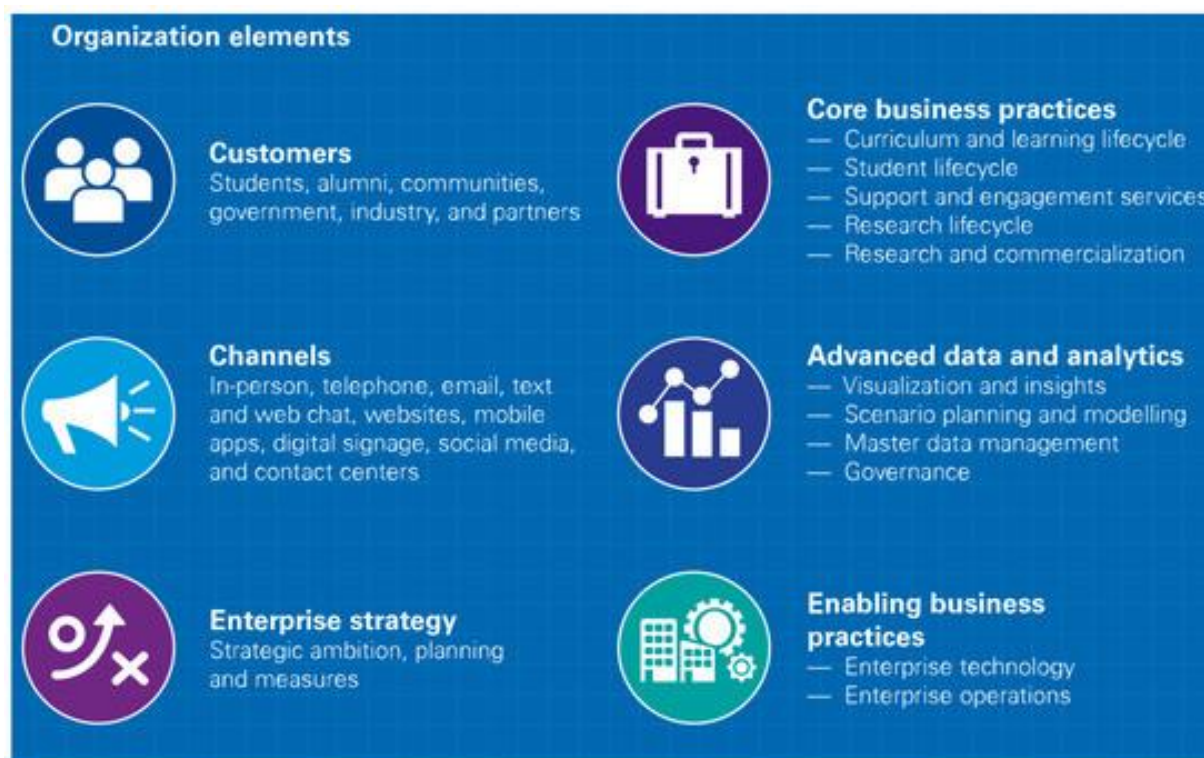 Organization elements
Customers
Students, alumni, communities,
government, industry, and partners
Channels
In-person, telephone, email, text
and web chat, websites, mobile
apps, digital signage, social media,
and contact centers
Enterprise strategy
Strategic ambition, planning
and measures
Core business practices
— Curriculum and learning lifecycle
— Student lifecycle
— Support and engagement services
— Research lifecycle
— Research and commercialization
Advanced data and analytics
— Visualization and insights
— Scenario planning and modelling
— Master data management
— Governance
Enabling business
practices
— Enterprise technology
— Enterprise operations